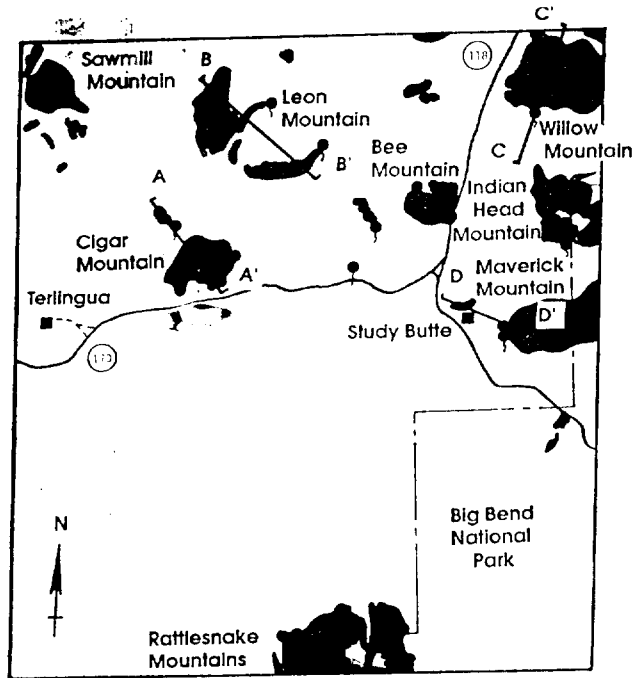 C'
Sawmill
Mountain
B
118
Leon
Mountain
Willow
Mountain
C
B'
Bee
Mountain
A
Indian
Head
Mountain
Cigar
Mountain
A'
D
Maverick
Mountain
Terlingua
D'
Study Butte
170
Big Bend
National
Park
N
Rattlesnake
Mountains